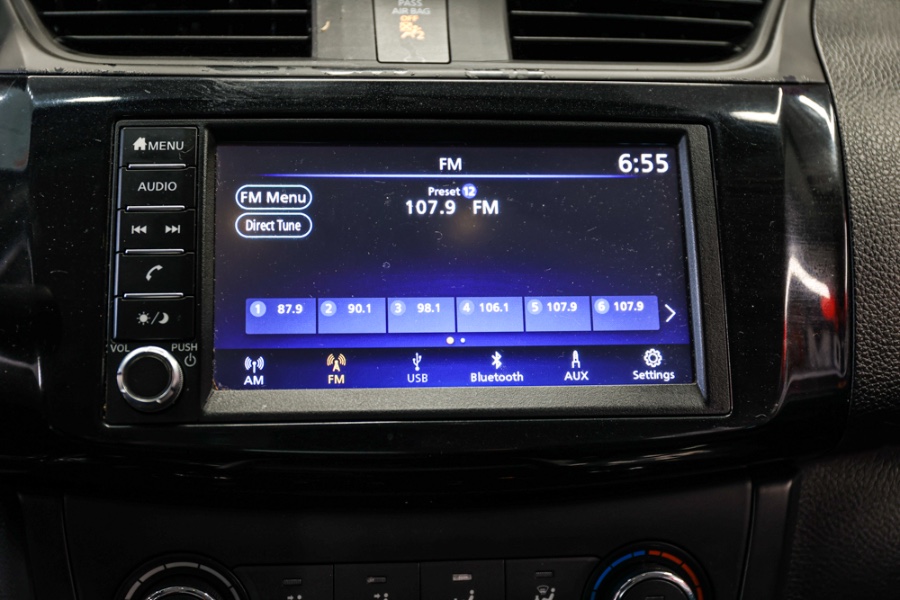 PASS
AIR BAG
OFF
MENU
AUDIO
VOL
PUSH
FM
6:55
FM Menu
Direct Tune
Preset 12
107.9 FM
1 87.9
2 90.1
3 98.1
4 106.1
5 107.9
6 107.9
AM
FM
USB
Bluetooth
AUX
Settings